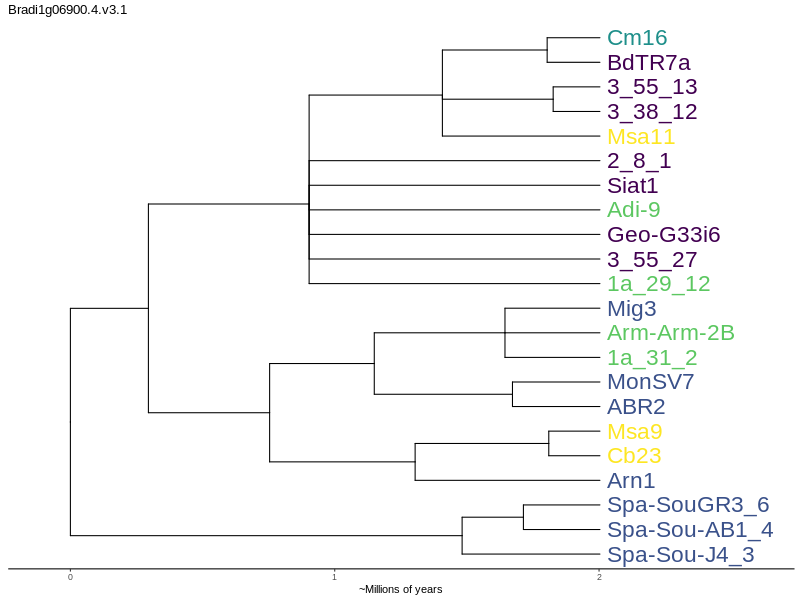 Bradi1g06900.4.v3.1
Cm16
BdTR7a
3_55_13
3_38_12
Msa11
2_8_1
Siat1
Adi-9
Geo-G33i6
3_55_27
1a_29_12
Mig3
Arm-Arm-2B
1a_31_2
MonSV7
ABR2
Msa9
Cb23
Arn1
Spa-SouGR3_6
Spa-Sou-AB1_4
Spa-Sou-J4_3
0 1 2
~Millions of years